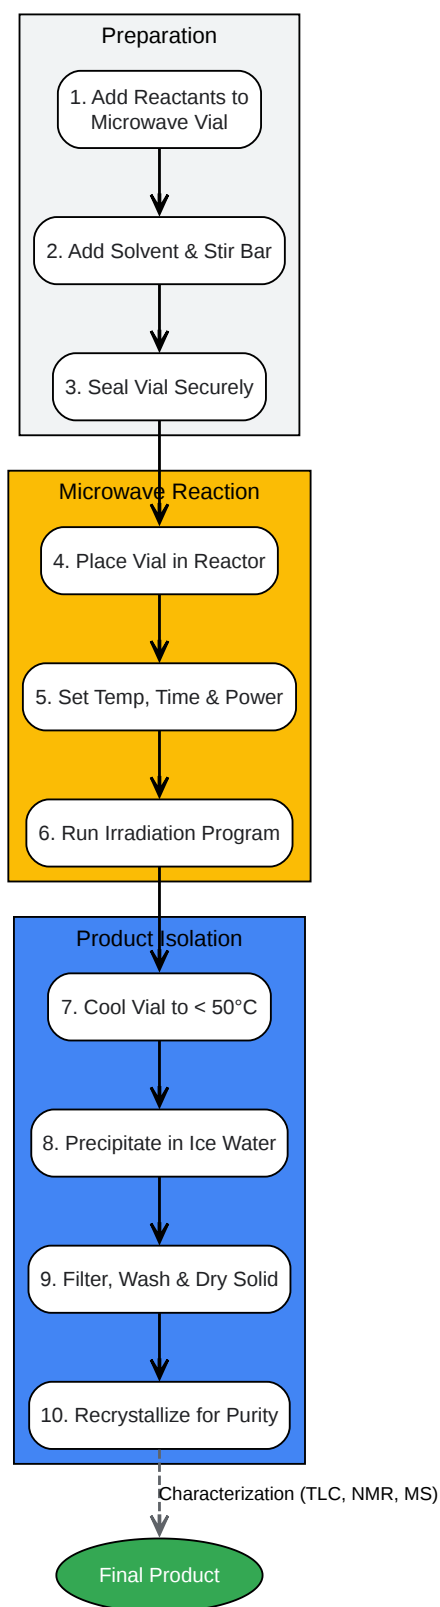 Preparation
1. Add Reactants to
Microwave Vial
2. Add Solvent & Stir Bar
3. Seal Vial Securely
Microwave Reaction
4. Place Vial in Reactor
5. Set Temp, Time & Power
6. Run Irradiation Program
Product Isolation
7. Cool Vial to < 50°C
8. Precipitate in Ice Water
9. Filter, Wash & Dry Solid
10. Recrystallize for Purity
Characterization (TLC, NMR, MS)
Final Product